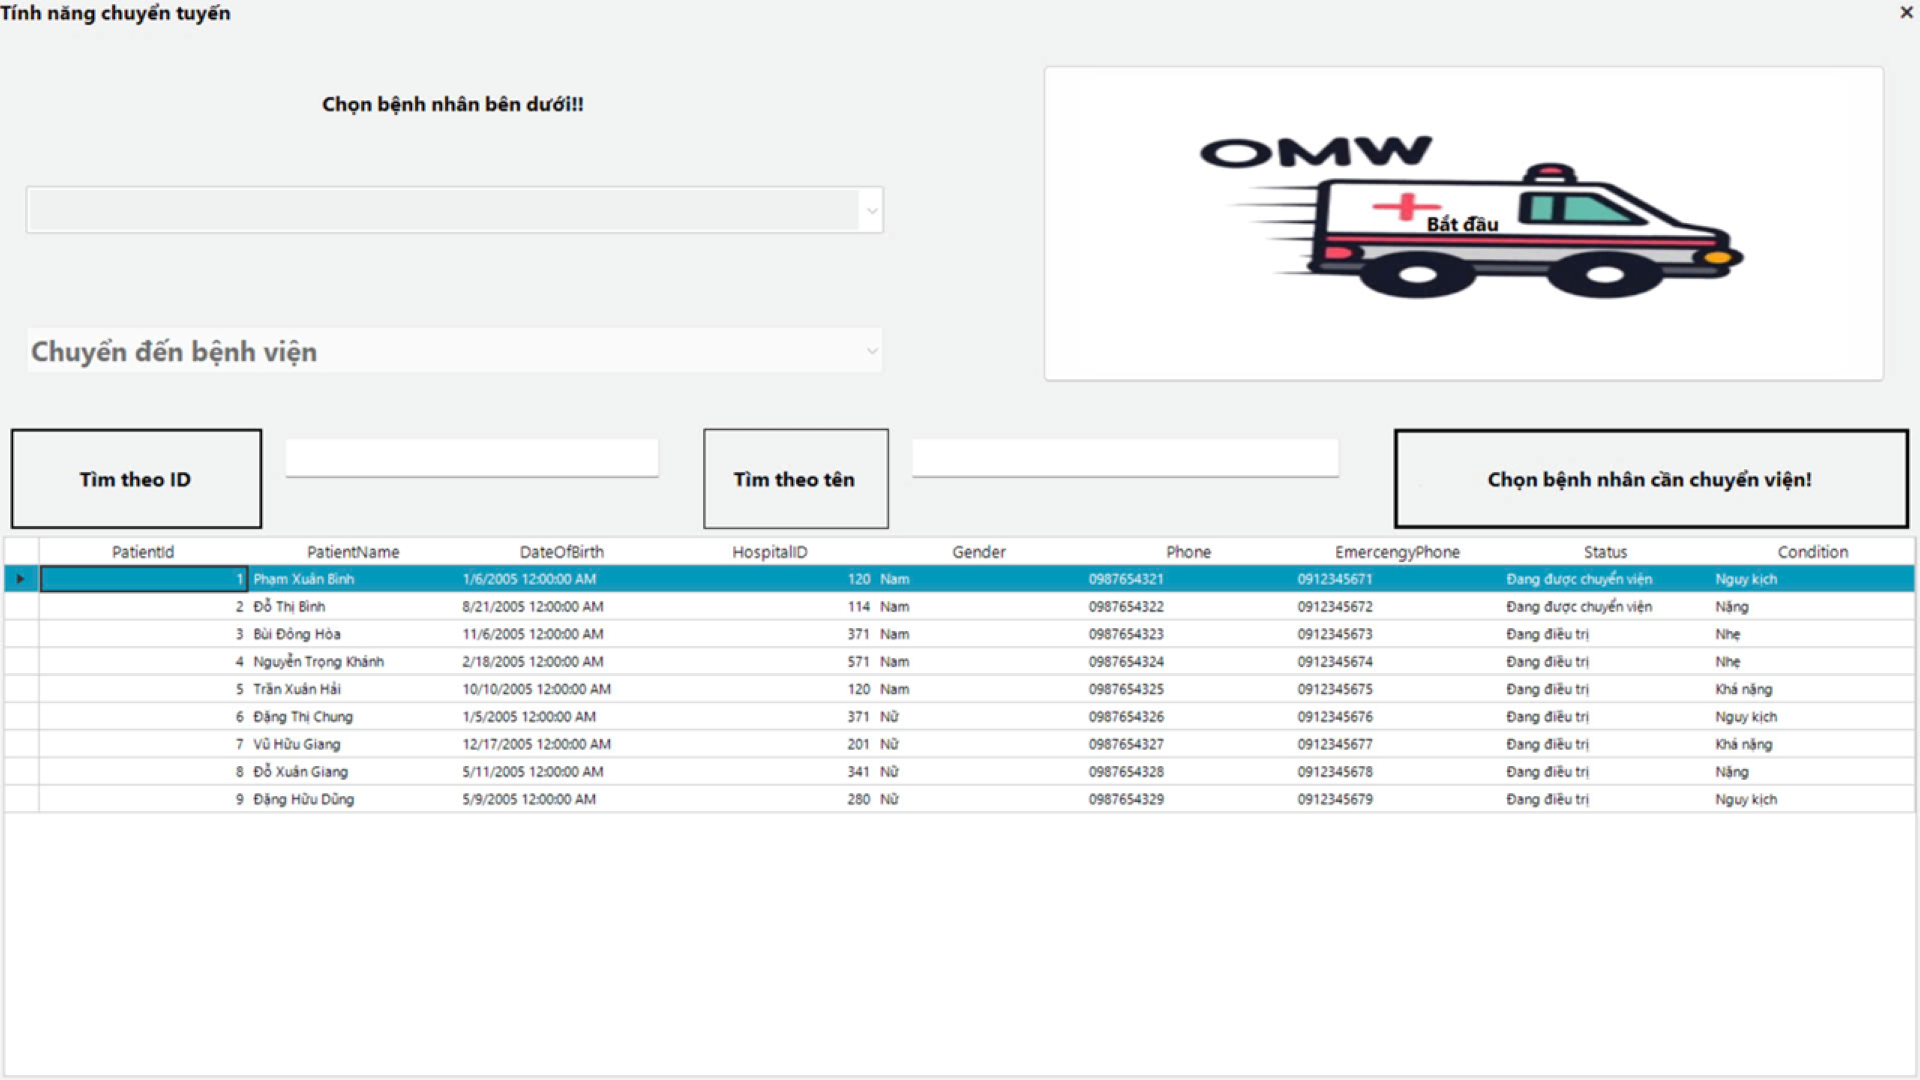 Tính năng chuyển tuyến
Chọn bệnh nhân bên dưới!!
OMW
Bắt đầu
Chuyển đến bệnh viện
Tìm theo ID
Tìm theo tên
Chọn bệnh nhân cần chuyển viện!
PatientId PatientName DateOfBirth HospitalID Gender Phone EmercengyPhone Status Condition
1 Phạm Xuân Bình 1/6/2005 12:00:00 AM 120 Nam 0987654321 0912345671 Đang được chuyển viện Nguy kịch
2 Đỗ Thị Bình 8/21/2005 12:00:00 AM 114 Nam 0987654322 0912345672 Đang được chuyển viện Nặng
3 Bùi Đông Hòa 11/6/2005 12:00:00 AM 371 Nam 0987654323 0912345673 Đang điều trị Nhẹ
4 Nguyễn Trọng Khánh 2/18/2005 12:00:00 AM 571 Nam 0987654324 0912345674 Đang điều trị Nhẹ
5 Trần Xuân Hải 10/10/2005 12:00:00 AM 120 Nam 0987654325 0912345675 Đang điều trị Khá nặng
6 Đặng Thị Chung 1/5/2005 12:00:00 AM 371 Nữ 0987654326 0912345676 Đang điều trị Nguy kịch
7 Vũ Hữu Giang 12/17/2005 12:00:00 AM 201 Nữ 0987654327 0912345677 Đang điều trị Khá nặng
8 Đỗ Xuân Giang 5/11/2005 12:00:00 AM 341 Nữ 0987654328 0912345678 Đang điều trị Nặng
9 Đặng Hữu Dũng 5/9/2005 12:00:00 AM 280 Nữ 0987654329 0912345679 Đang điều trị Nguy kịch